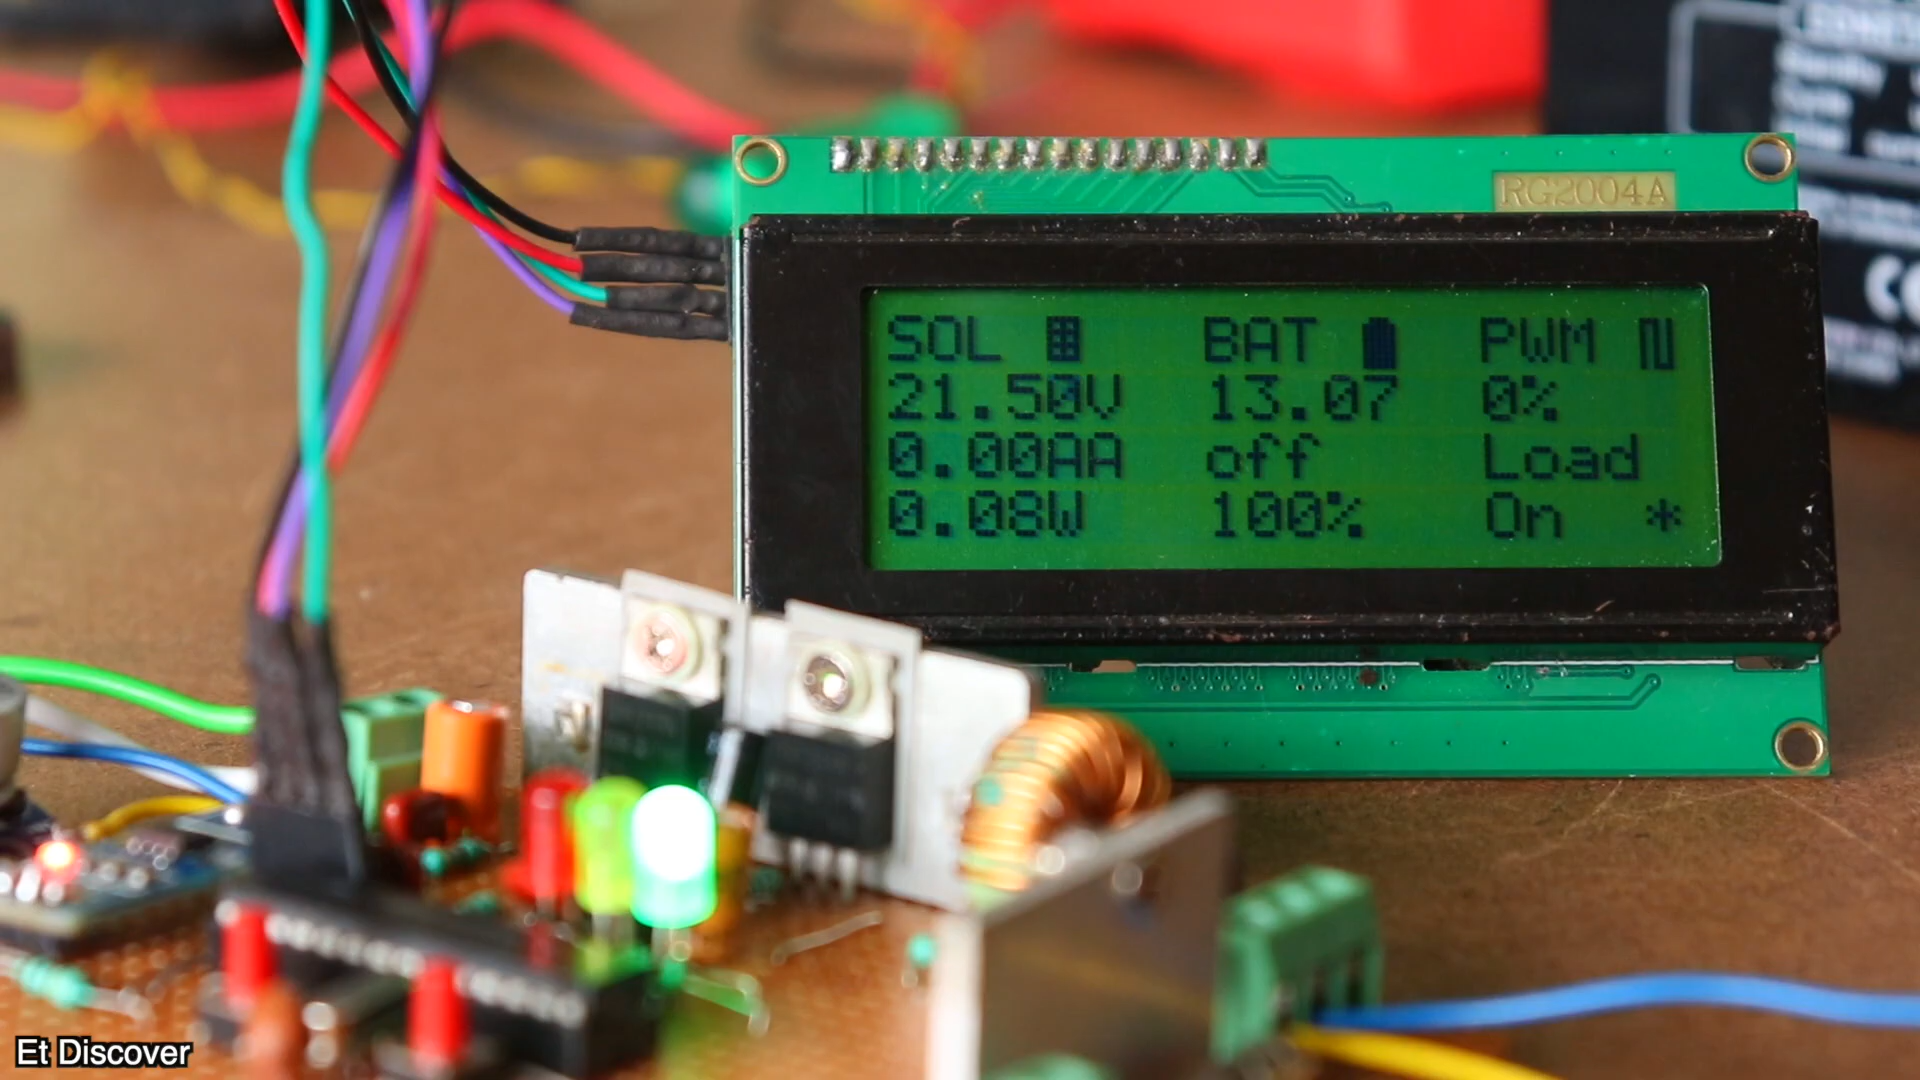 RG2004A
SOL BAT PWM
21.50V 13.07 0%
0.00AA off Load
0.08W 100% On *
CE
Et Discover